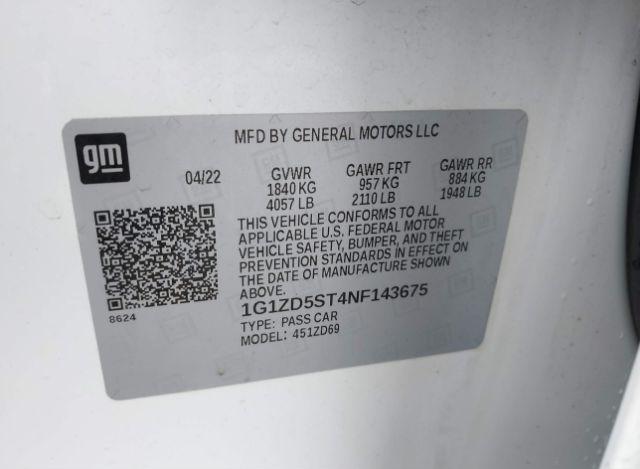 gm
MFD BY GENERAL MOTORS LLC
04/22 GVWR GAWR FRT GAWR RR
1840 KG 957 KG 884 KG
4057 LB 2110 LB 1948 LB
THIS VEHICLE CONFORMS TO ALL
APPLICABLE U.S. FEDERAL MOTOR
VEHICLE SAFETY, BUMPER, AND THEFT
PREVENTION STANDARDS IN EFFECT ON
THE DATE OF MANUFACTURE SHOWN
ABOVE.
8624
1G1ZD5ST4NF143675
TYPE: PASS CAR
MODEL: 451ZD69